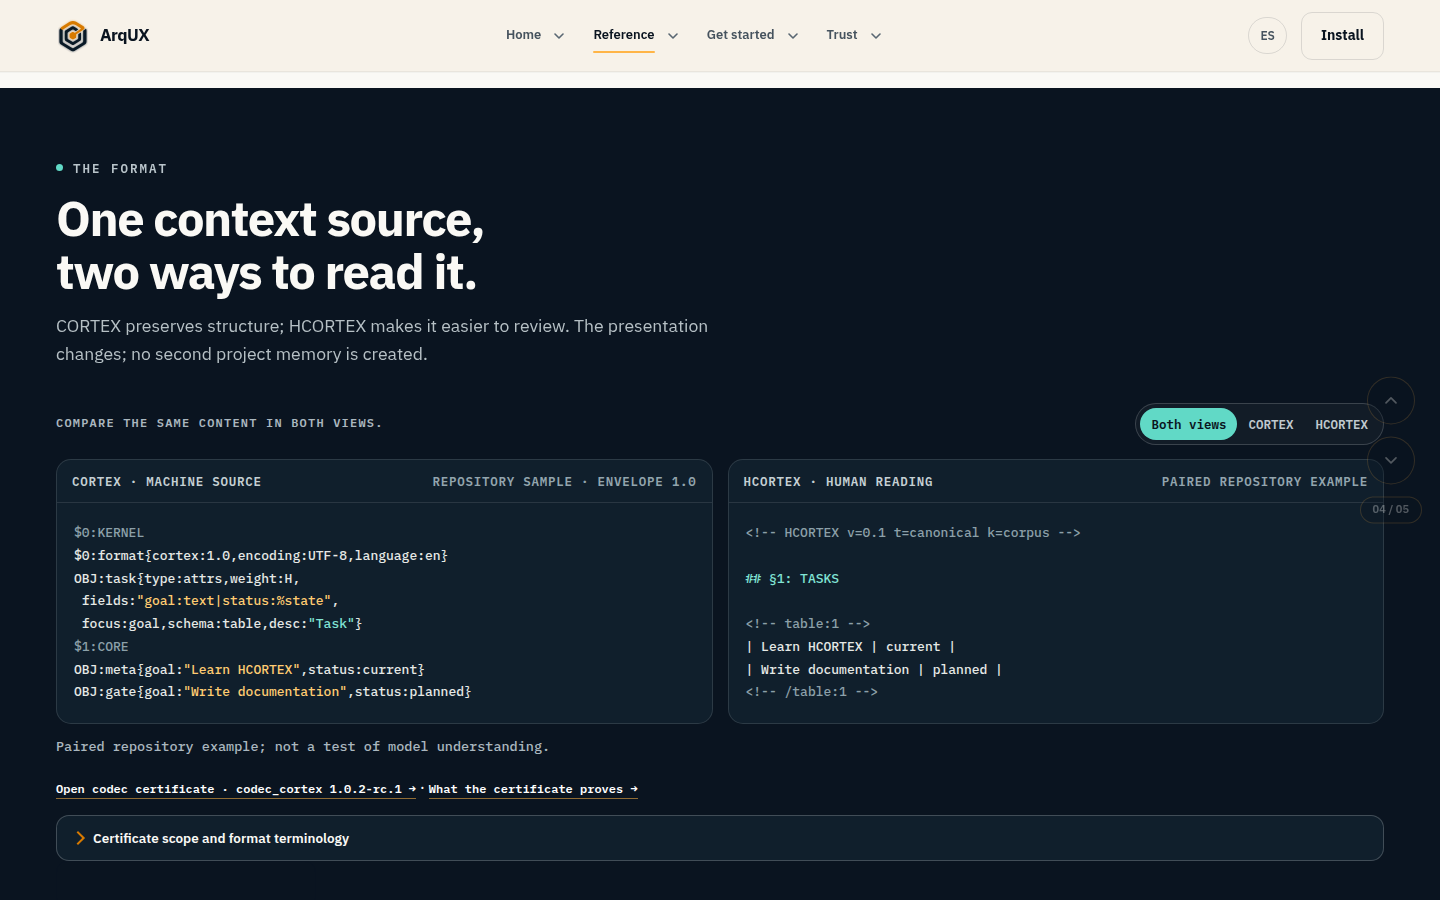 ArqUX
Home
Reference
Get started
Trust
ES
Install
THE FORMAT
One context source,
two ways to read it.
CORTEX preserves structure; HCORTEX makes it easier to review. The presentation
changes; no second project memory is created.
COMPARE THE SAME CONTENT IN BOTH VIEWS.
Both views
CORTEX
HCORTEX
04 / 05
CORTEX · MACHINE SOURCE
REPOSITORY SAMPLE · ENVELOPE 1.0
$0:KERNEL
$0:format{cortex:1.0,encoding:UTF-8,language:en}
OBJ:task{type:attrs,weight:H,
fields:"goal:text|status:%state",
focus:goal,schema:table,desc:"Task"}
$1:CORE
OBJ:meta{goal:"Learn HCORTEX",status:current}
OBJ:gate{goal:"Write documentation",status:planned}
HCORTEX · HUMAN READING
PAIRED REPOSITORY EXAMPLE
<!-- HCORTEX v=0.1 t=canonical k=corpus -->
## §1: TASKS
<!-- table:1 -->
| Learn HCORTEX | current |
| Write documentation | planned |
<!-- /table:1 -->
Paired repository example; not a test of model understanding.
Open codec certificate · codec_cortex 1.0.2-rc.1 → · What the certificate proves →
Certificate scope and format terminology